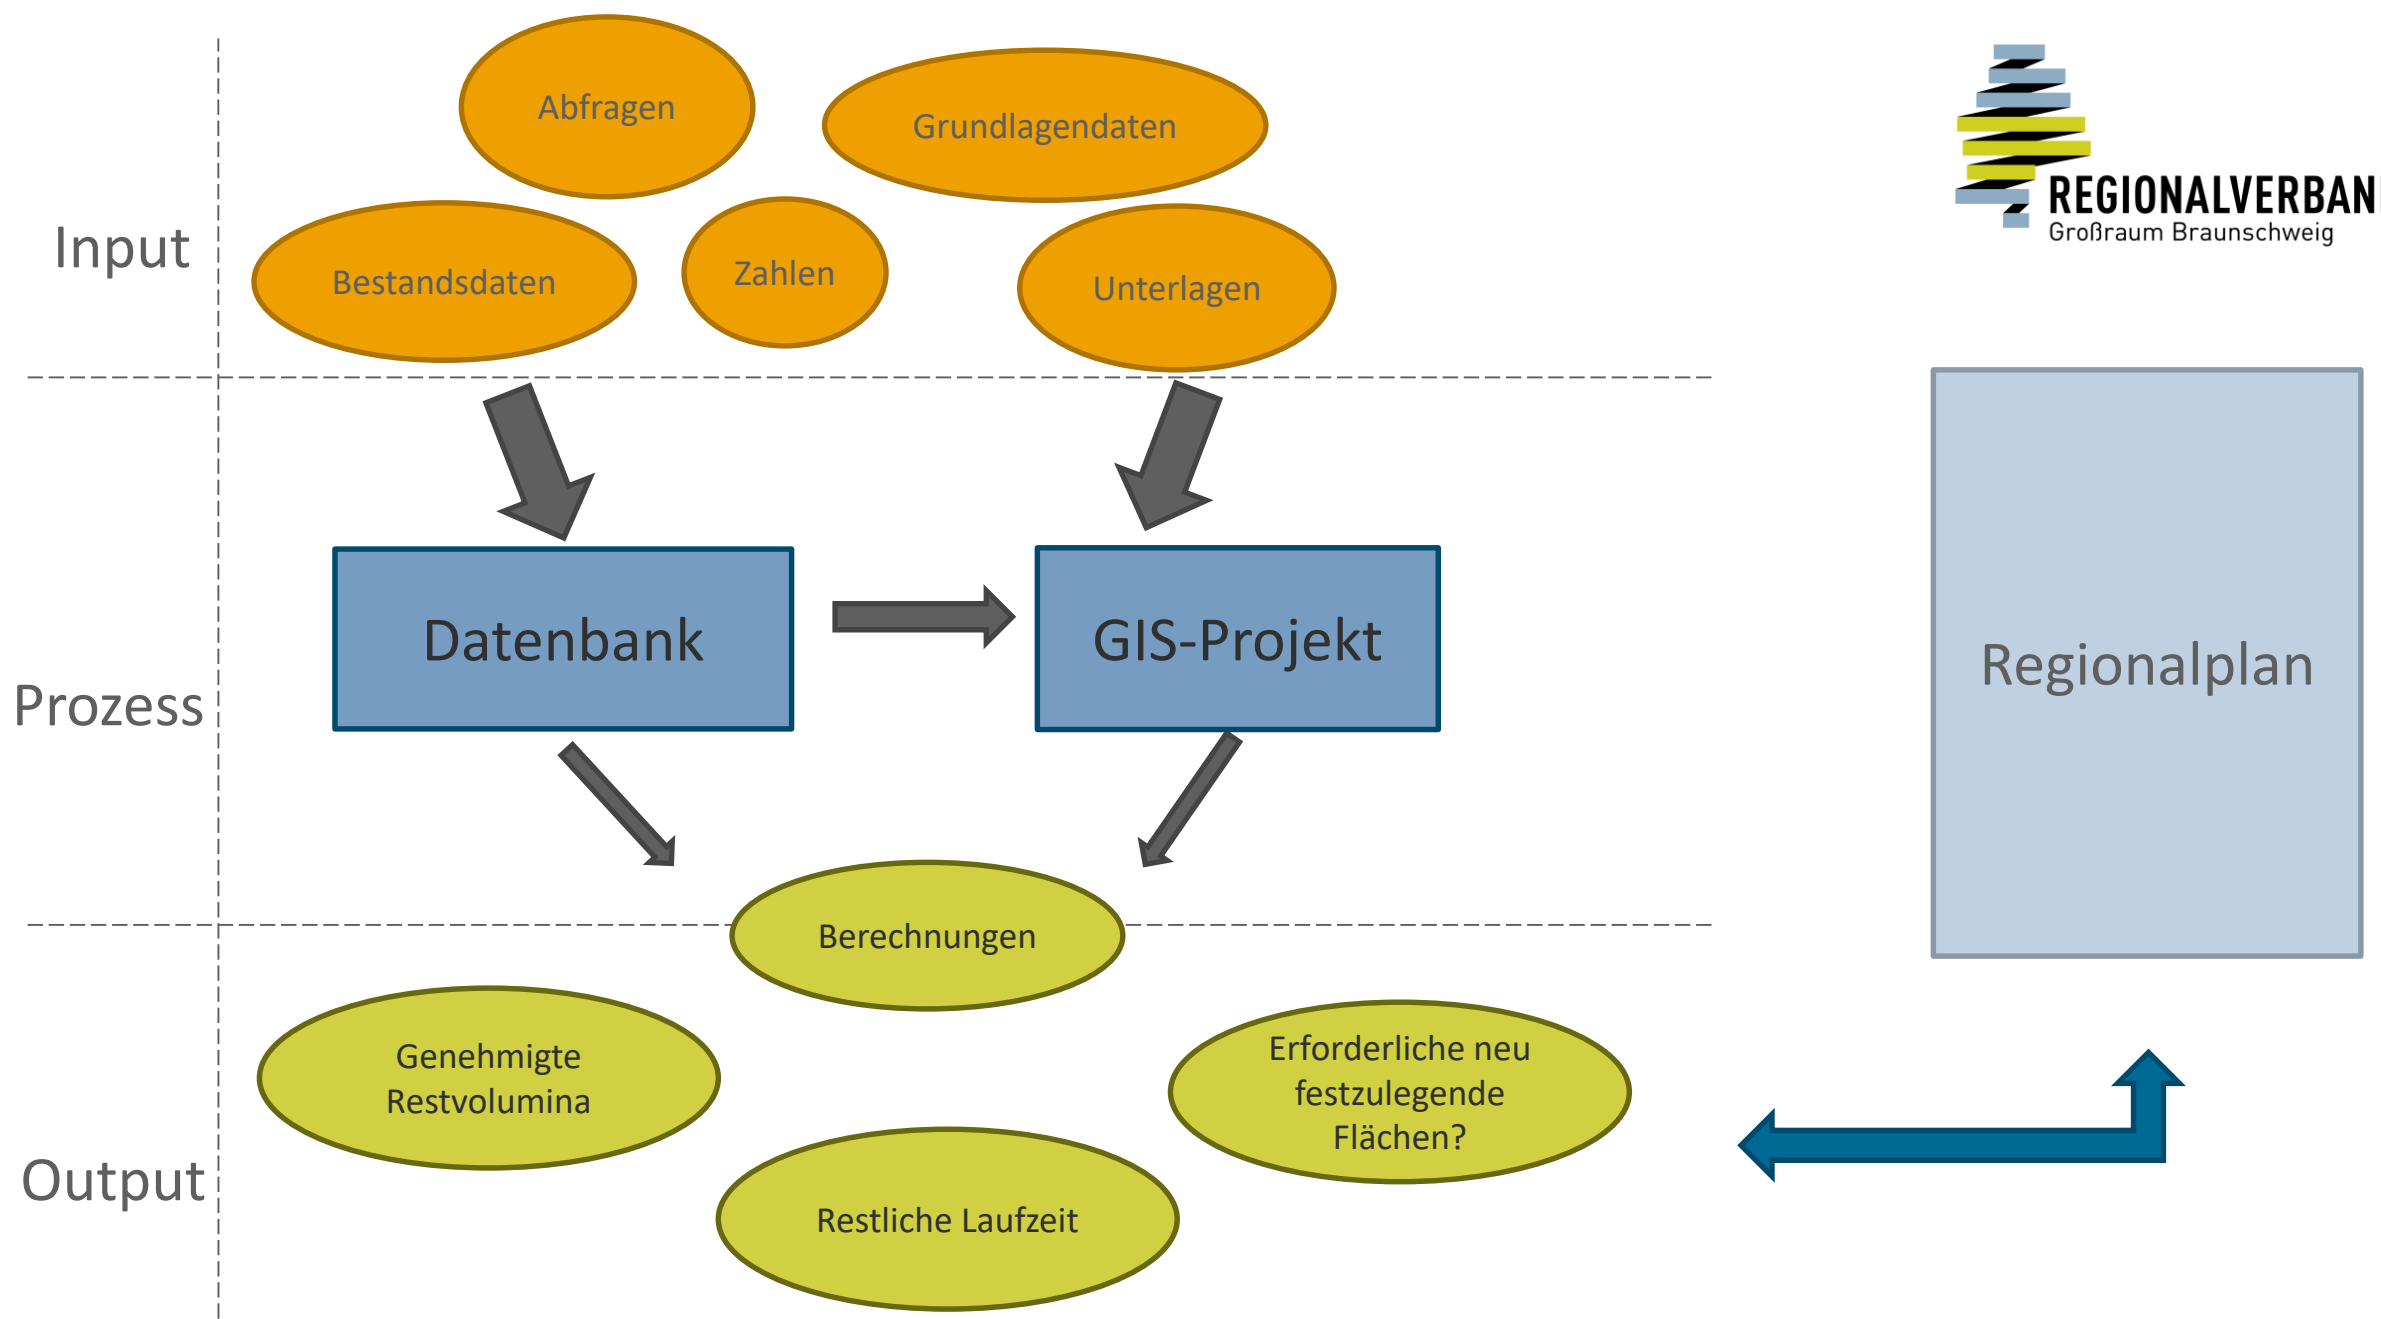 Abfragen
Grundlagendaten
REGIONALVERBAN
Großraum Braunschweig
Input
Bestandsdaten
Zahlen
Unterlagen
Datenbank
GIS-Projekt
Regionalplan
Prozess
Berechnungen
Genehmigte
Restvolumina
Erforderliche neu
festzulegende
Flächen?
Output
Restliche Laufzeit